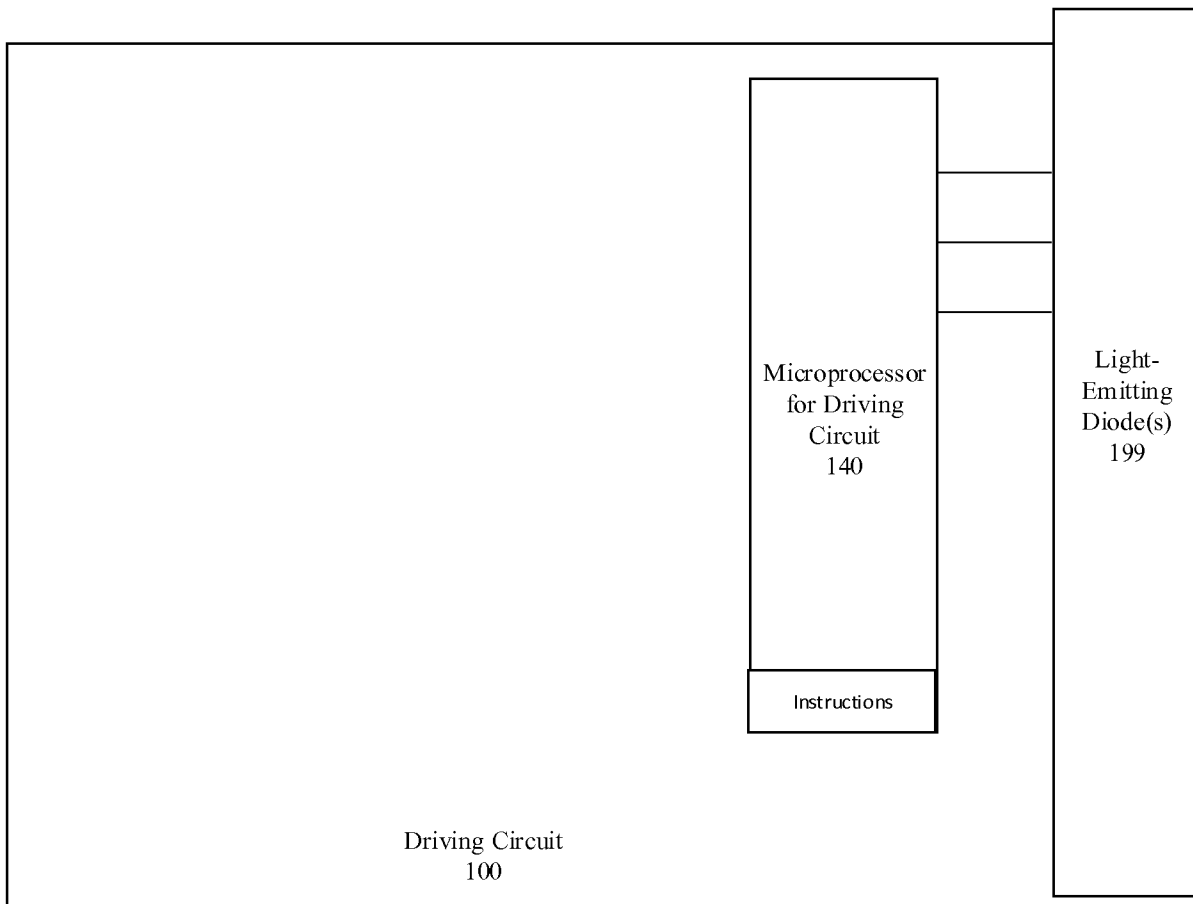 Microprocessor
for Driving
Circuit
140
Light-
Emitting
Diode(s)
199
Instructions
Driving Circuit
100